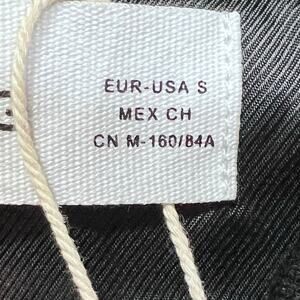 EUR-USA S
MEX CH
CN M-160/84A